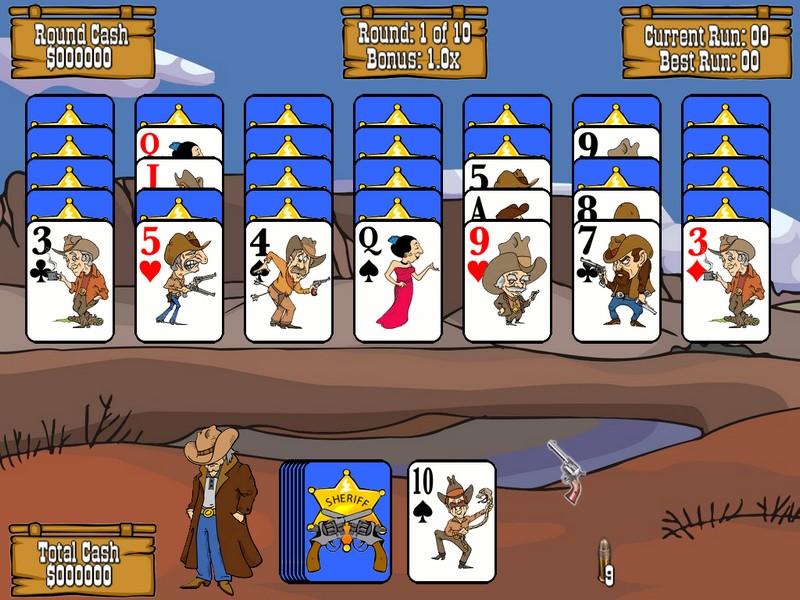 Round Cash
$000000
Round: 1 of 10
Bonus: 1.0x
Current Run: 00
Best Run: 00
Q
9
J
5
A
8
3
5
4
Q
9
7
3
SHERIFF
10
Total Cash
$000000
9